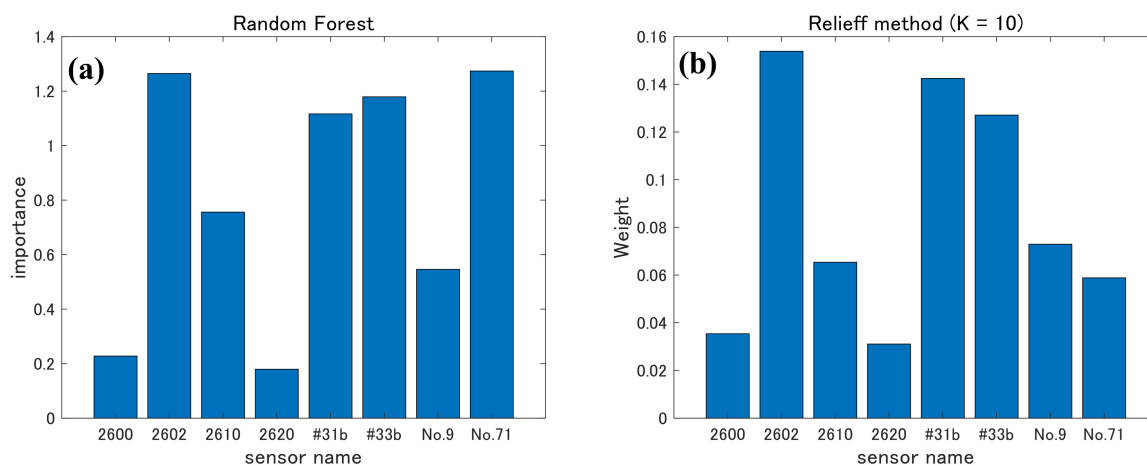 Random Forest
(a)
1.4
1.2
1
0.8
0.6
0.4
0.2
0
importance
2600 2602 2610 2620 #31b #33b No.9 No.71
sensor name
Relieff method (K = 10)
(b)
0.16
0.14
0.12
0.1
0.08
0.06
0.04
0.02
0
Weight
2600 2602 2610 2620 #31b #33b No.9 No.71
sensor name